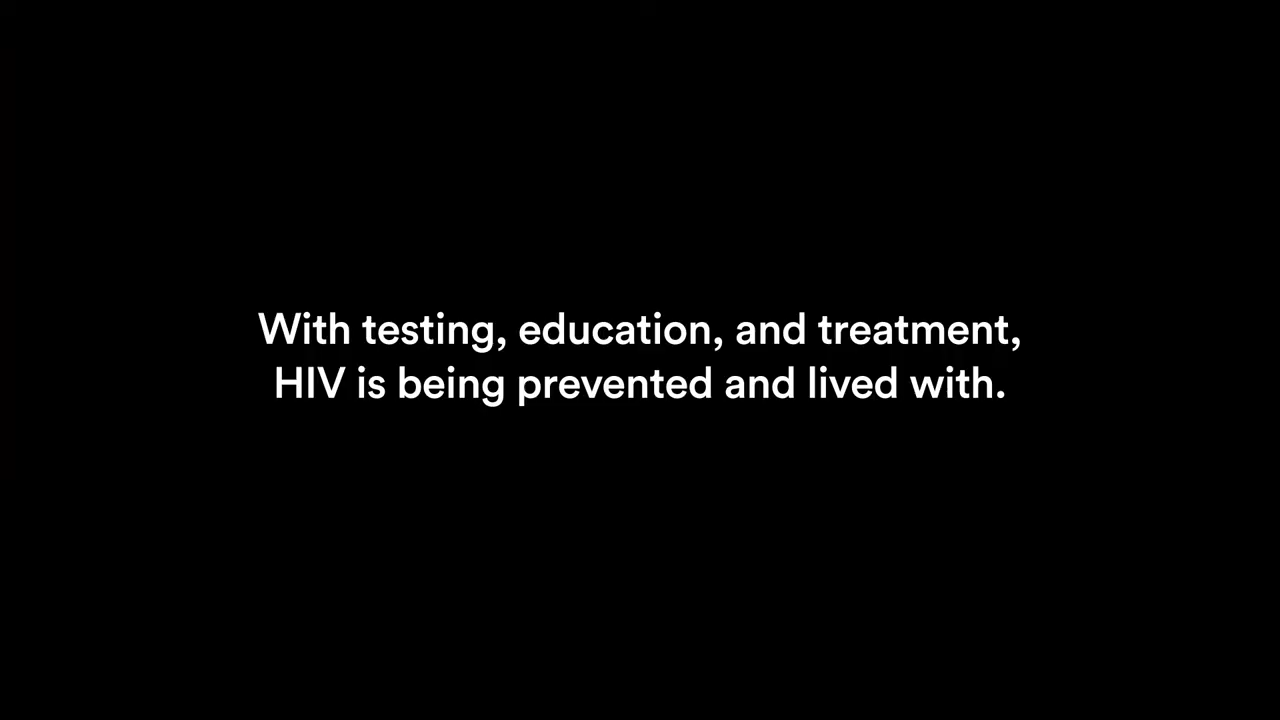 With testing, education, and treatment,
HIV is being prevented and lived with.